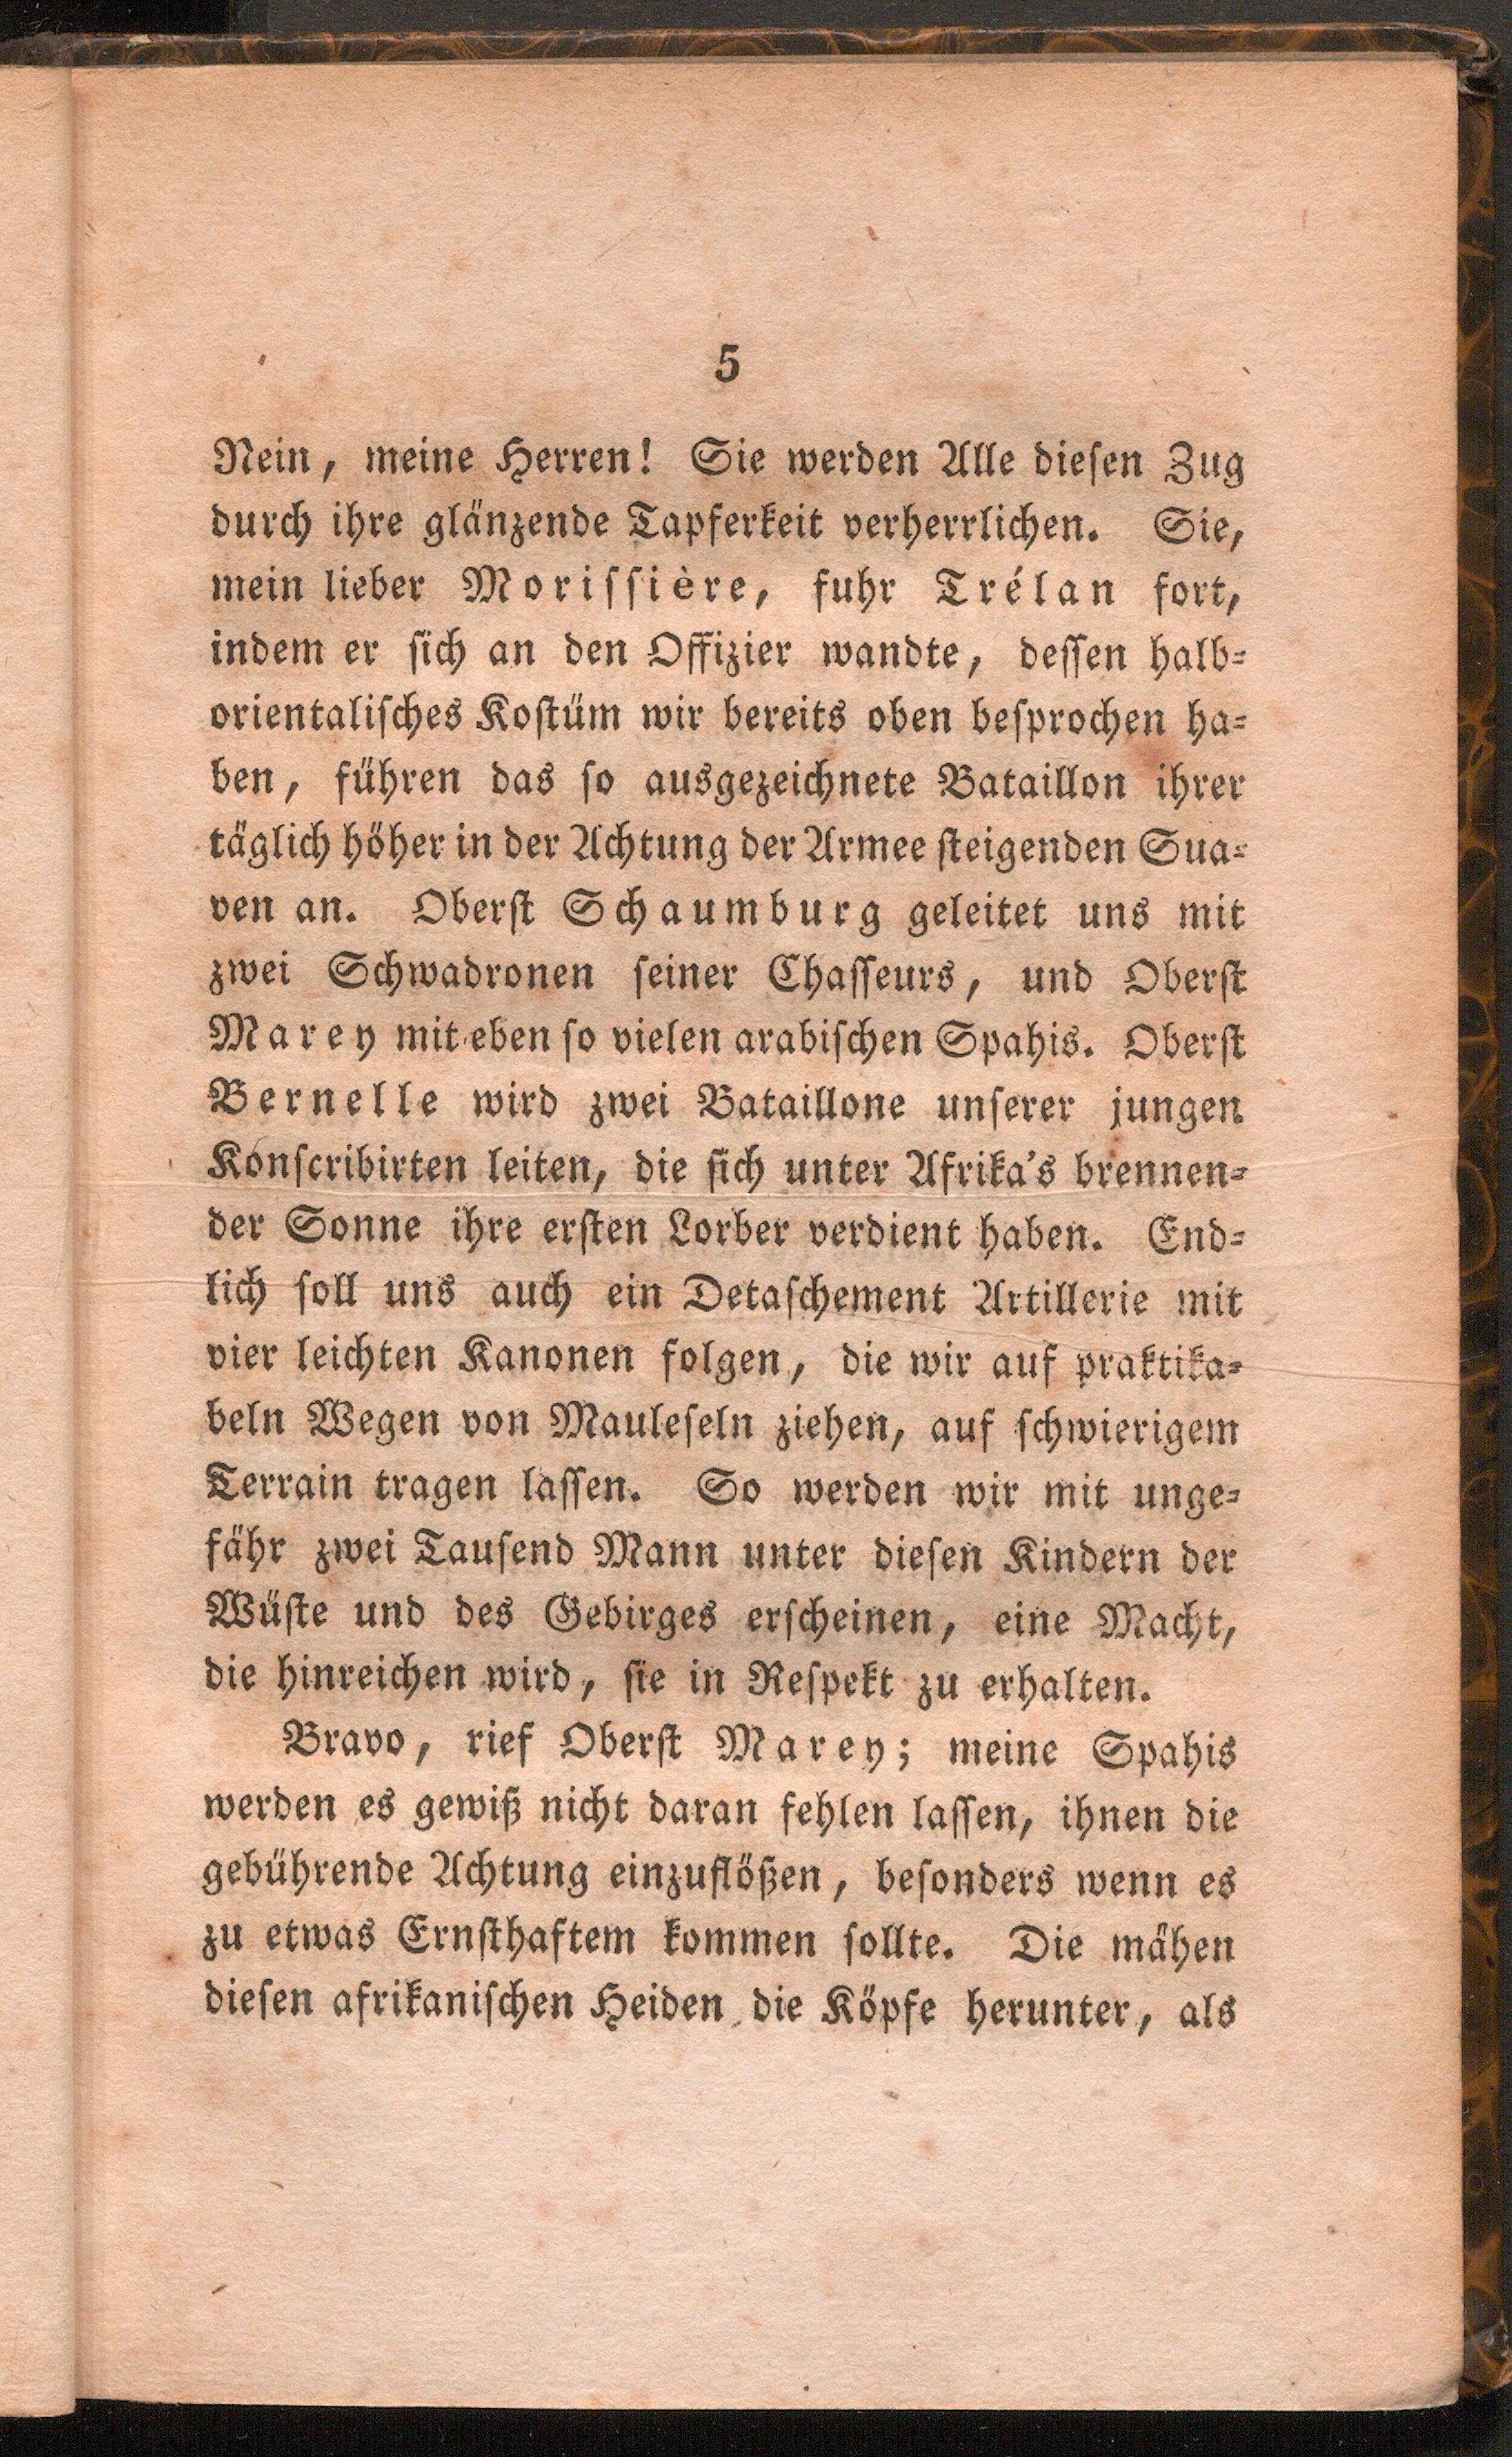 5
Nein, meine Herren! Sie werden Alle dieſen Zug
durch ihre glänzende Tapferkeit verherrlichen. Sie,
mein lieber Moriſſière, fuhr Trélan fort,
indem er ſich an den Offizier wandte, deſſen halb-
orientaliſches Koſtüm wir bereits oben beſprochen ha-
ben, führen das ſo ausgezeichnete Bataillon ihrer
täglich höher in der Achtung der Armee ſteigenden Sua-
ven an. Oberſt Schaumburg geleitet uns mit
zwei Schwadronen ſeiner Chaſſeurs, und Oberſt
Marey mit eben ſo vielen arabiſchen Spahis. Oberſt
Bernelle wird zwei Bataillone unſerer jungen
Konſcribirten leiten, die ſich unter Afrika's brennen-
der Sonne ihre erſten Lorber verdient haben. End-
lich ſoll uns auch ein Detaſchement Artillerie mit
vier leichten Kanonen folgen, die wir auf praktika-
beln Wegen von Mauleſeln ziehen, auf ſchwierigem
Terrain tragen laſſen. So werden wir mit unge-
fähr zwei Tauſend Mann unter dieſen Kindern der
Wüſte und des Gebirges erſcheinen, eine Macht,
die hinreichen wird, ſie in Reſpekt zu erhalten.
Bravo, rief Oberſt Marey; meine Spahis
werden es gewiß nicht daran fehlen laſſen, ihnen die
gebührende Achtung einzuflößen, beſonders wenn es
zu etwas Ernſthaftem kommen ſollte. Die mähen
dieſen afrikaniſchen Heiden die Köpfe herunter, als